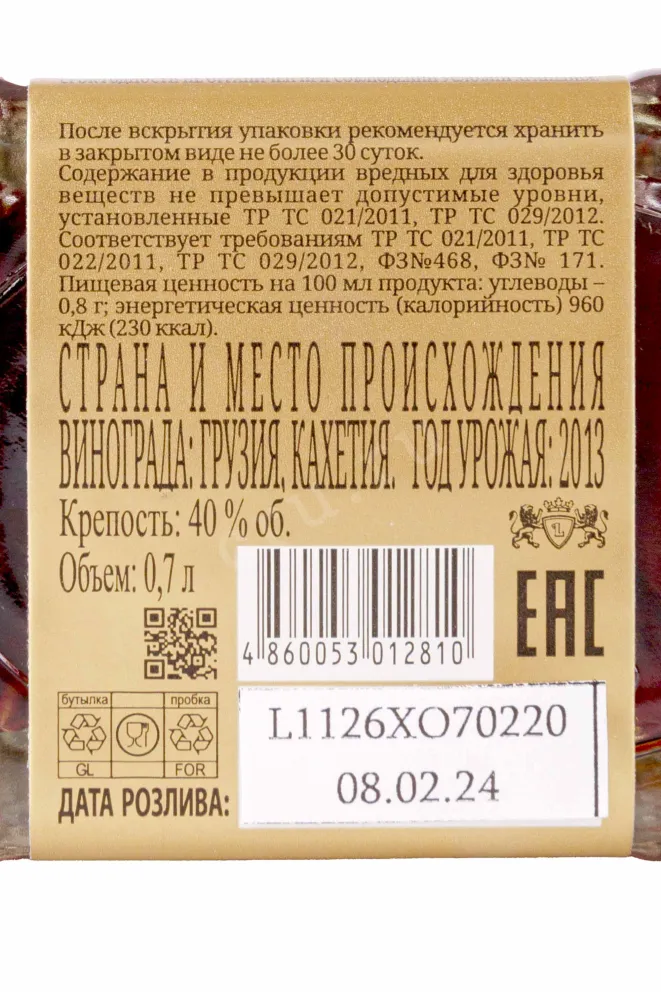 После вскрытия упаковки рекомендуется хранить
в закрытом виде не более 30 суток.
Содержание в продукции вредных для здоровья
веществ не превышает допустимые уровни,
установленные ТР ТС 021/2011, ТР ТС 029/2012.
Соответствует требованиям ТР ТС 021/2011, ТР ТС
022/2011, ТР ТС 029/2012, ФЗ№468, ФЗ№ 171.
Пищевая ценность на 100 мл продукта: углеводы –
0,8 г; энергетическая ценность (калорийность) 960
кДж (230 ккал).
СТРАНА И МЕСТО ПРОИСХОЖДЕНИЯ
ВИНОГРАДА: ГРУЗИЯ, КАХЕТИЯ. ГОД УРОЖАЯ: 2013
Крепость: 40 % об.
Объем: 0,7 л
EAC
4 860053 012810
бутылка пробка
GL FOR
L1126XO70220
08.02.24
ДАТА РОЗЛИВА: